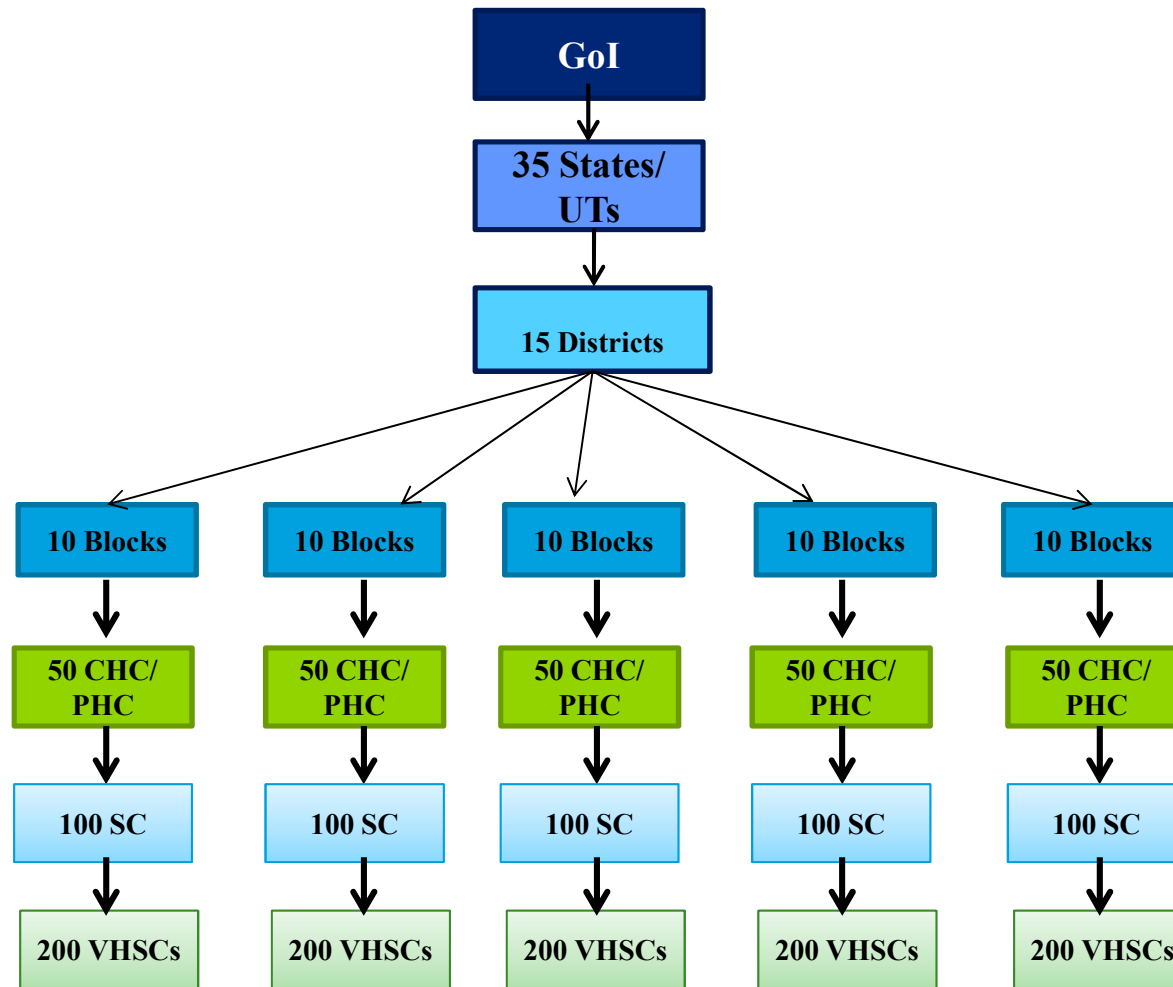 GoI
35 States/
UTs
15 Districts
10 Blocks
10 Blocks
10 Blocks
10 Blocks
10 Blocks
50 CHC/
PHC
50 CHC/
PHC
50 CHC/
PHC
50 CHC/
PHC
50 CHC/
PHC
100 SC
100 SC
100 SC
100 SC
100 SC
200 VHSCs
200 VHSCs
200 VHSCs
200 VHSCs
200 VHSCs